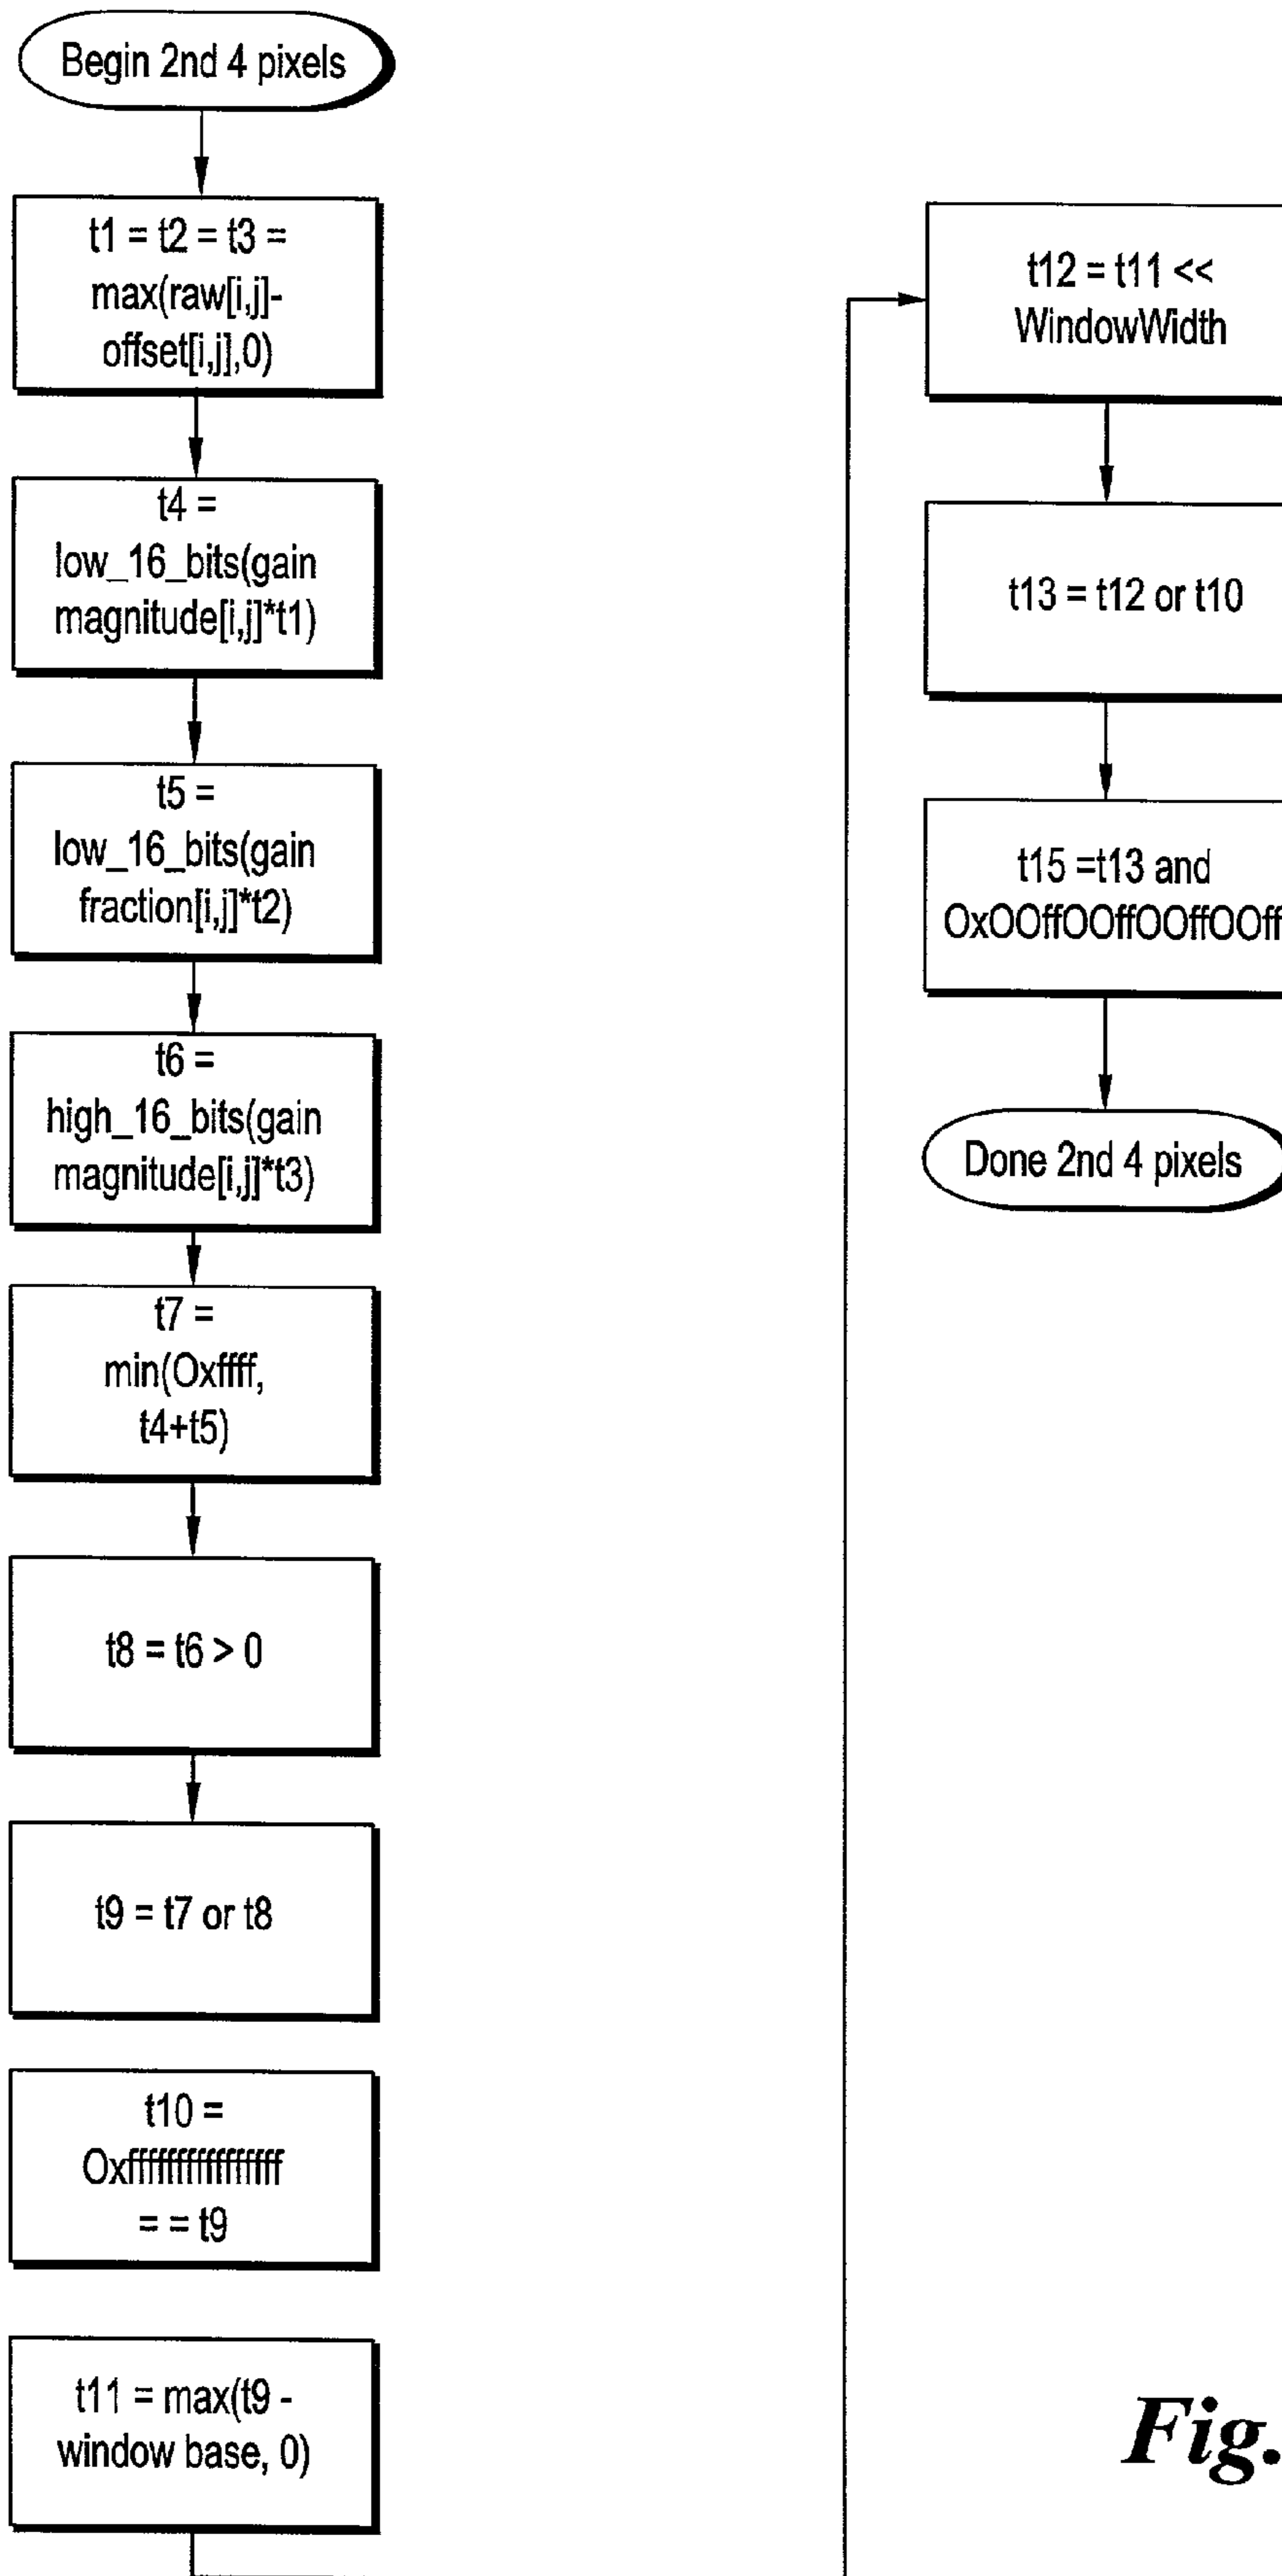 Begin 2nd 4 pixels
t1 = t2 = t3 =
max(raw[i,j]-
offset[i,j],0)
t4 =
low_16_bits(gain
magnitude[i,j]*t1)
t5 =
low_16_bits(gain
fraction[i,j]*t2)
t6 =
high_16_bits(gain
magnitude[i,j]*t3)
t7 =
min(Oxffff,
t4+t5)
t8 = t6 > 0
t9 = t7 or t8
t10 =
Oxffffffffffffffff
= = t9
t11 = max(t9 -
window base, 0)
t12 = t11 <<
WindowWidth
t13 = t12 or t10
t15 =t13 and
OxOOffOOffOOffOOff
Done 2nd 4 pixels
Fig.